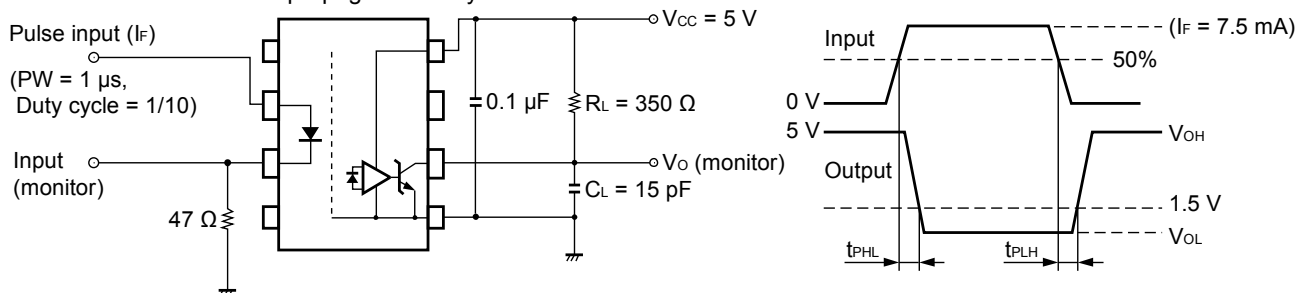 VCC = 5 V
Pulse input (IF)
(PW = 1 μs,
Duty cycle = 1/10)
0.1 μF
RL = 350 Ω
Input
(monitor)
VO (monitor)
CL = 15 pF
47 Ω
Input
(IF = 7.5 mA)
50%
0 V
5 V
VOH
Output
1.5 V
VOL
tPHL
tPLH